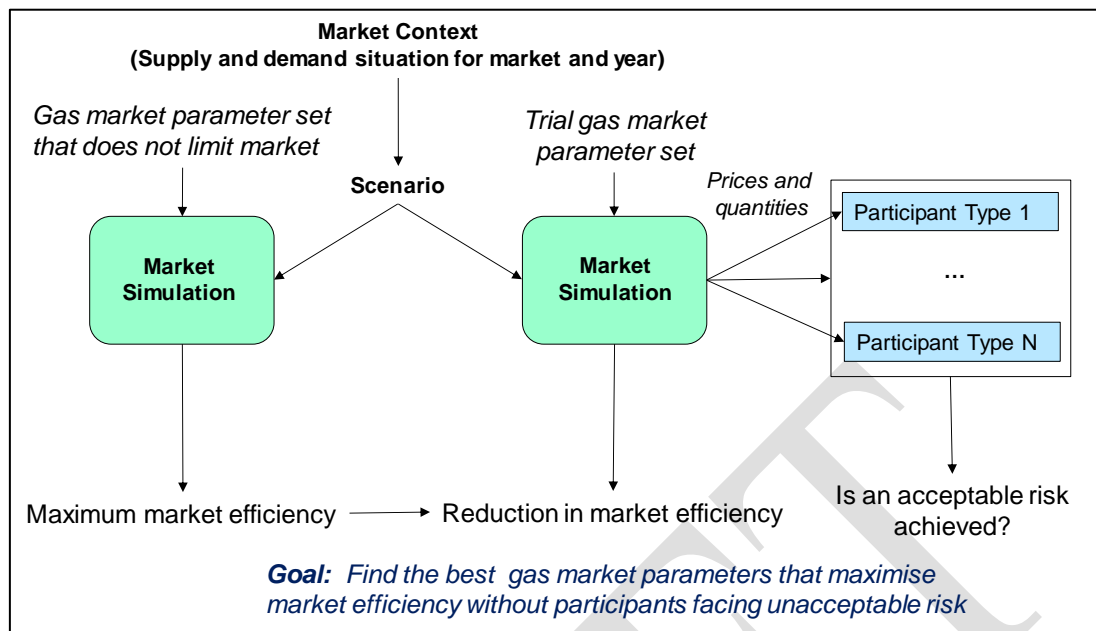 Market Context
(Supply and demand situation for market and year)
Gas market parameter set
that does not limit market
Trial gas market
parameter set
Scenario
Prices and
quantities
Market
Simulation
Market
Simulation
Participant Type 1
...
Participant Type N
Maximum market efficiency
Reduction in market efficiency
Is an acceptable risk
achieved?
Goal: Find the best gas market parameters that maximise
market efficiency without participants facing unacceptable risk